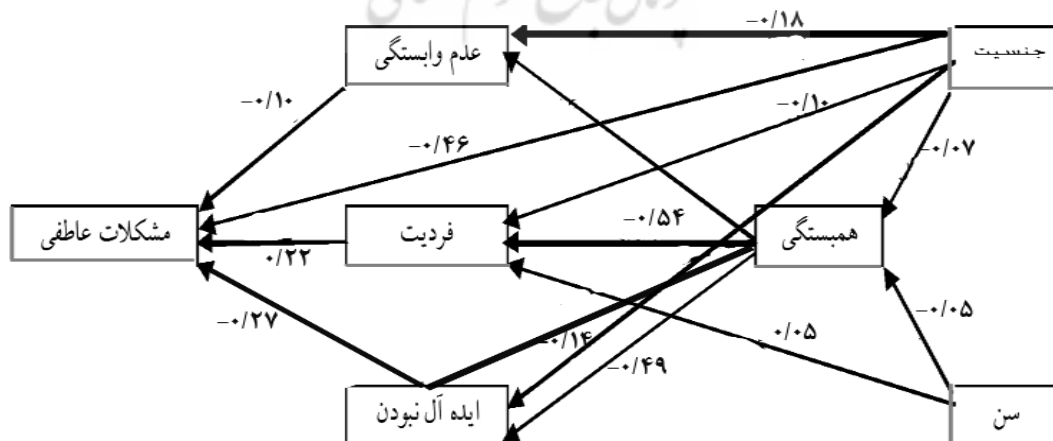 -۰/۱۸
جنسیت
عدم وابستگی
-۰/۱۰
-۰/۱۰
-۰/۴۶
-۰/۰۷
همبستگی
-۰/۵۴
فردیت
۰/۲۲
مشکلات عاطفی
-۰/۲۷
-۰/۱۴
-۰/۴۹
۰/۰۵
-۰/۰۵
سن
ایده آل نبودن